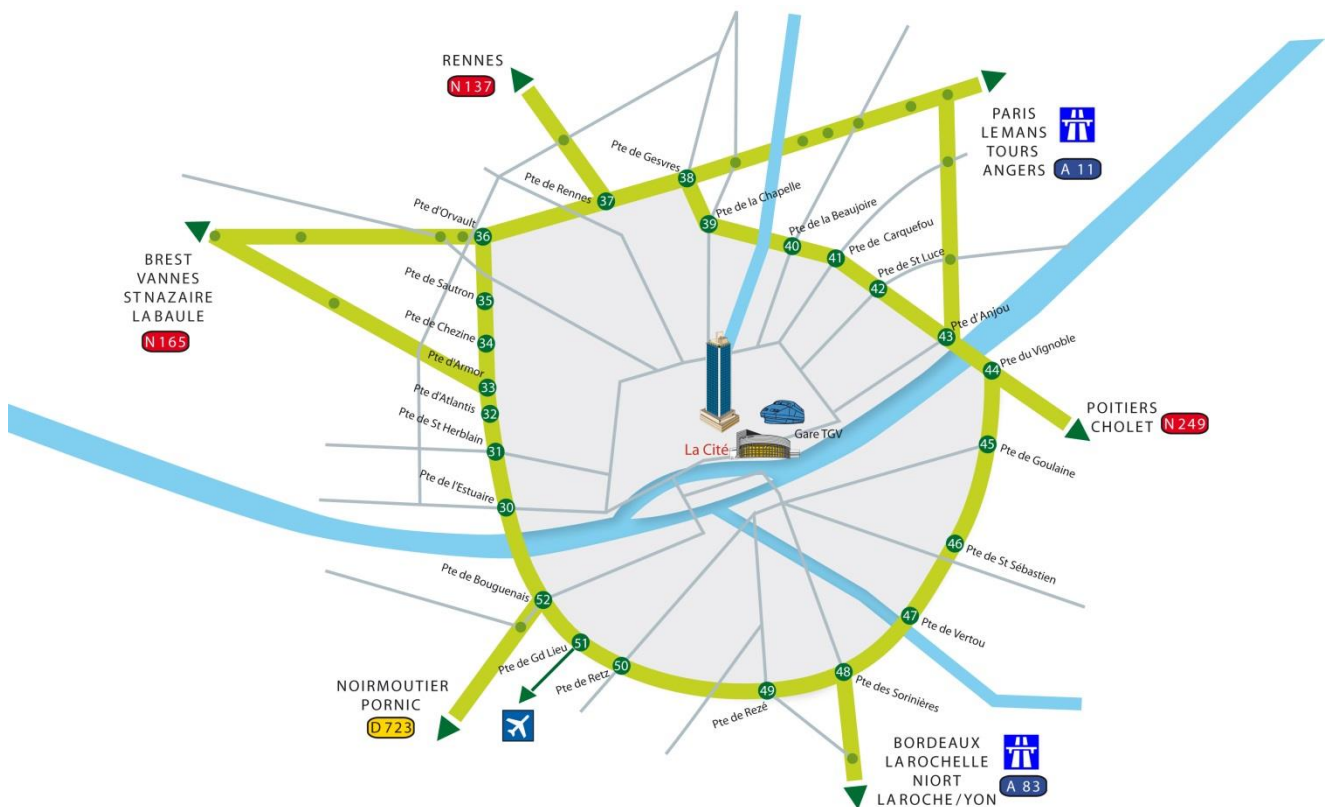 RENNES
N 137
PARIS
LE MANS
TOURS
ANGERS
A 11
BREST
VANNES
ST NAZAIRE
LA BAULE
N 165
Pte de Gesvres
38
Pte de Rennes
37
Pte d'Orvault
36
Pte de la Chapelle
39
Pte de la Beaujoire
40
Pte de Carquefou
41
Pte de St Luce
42
Pte de Sautron
35
Pte de Chezine
34
Pte d'Anjou
43
Pte du Vignoble
44
Pte d'Armor
33
Pte d'Atlantis
32
Pte de St Herblain
31
POITIERS
CHOLET
N 249
Gare TGV
La Cité
45
Pte de Goulaine
Pte de l'Estuaire
30
46
Pte de St Sébastien
Pte de Bouguenais
52
47
Pte de Vertou
Pte de Gd Lieu
51
Pte de Retz
50
Pte de Rezé
49
48
Pte des Sorinières
NOIRMOUTIER
PORNIC
D 723
BORDEAUX
LA ROCHELLE
NIORT
LA ROCHE / YON
A 83